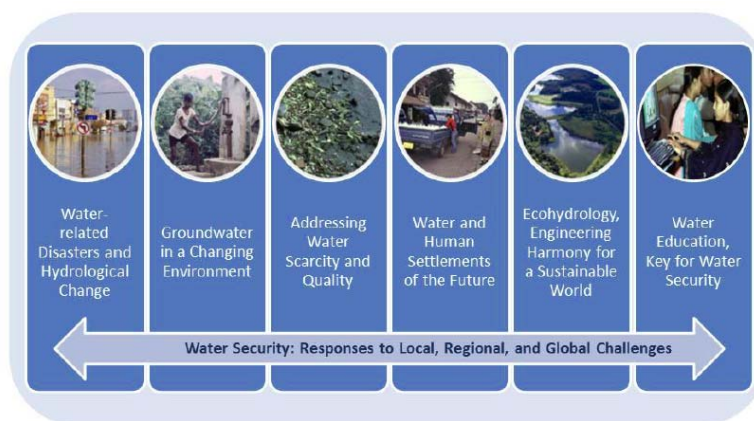 Water-
related
Disasters and
Hydrological
Change
Groundwater
in a Changing
Environment
Addressing
Water
Scarcity and
Quality
Water and
Human
Settlements
of the Future
Ecohydrology,
Engineering
Harmony for
a Sustainable
World
Water
Education,
Key for Water
Security
Water Security: Responses to Local, Regional, and Global Challenges